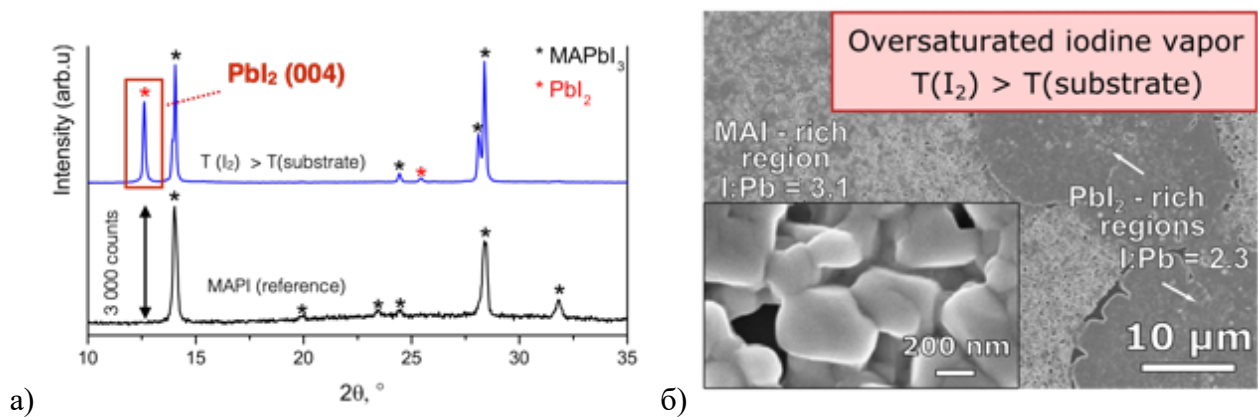 Intensity (arb.u)
* * MAPbI3
PbI2 (004)
* PbI2
*
*
*
T (I2) > T(substrate)
*
*
3 000 counts
*
*
MAPI (reference)
*
*
*
*
10 15 20 25 30 35
2θ, °
a)
Oversaturated iodine vapor
T(I2) > T(substrate)
MAI - rich
region
I:Pb = 3.1
PbI2 - rich
regions
I:Pb = 2.3
200 nm
10 µm
б)